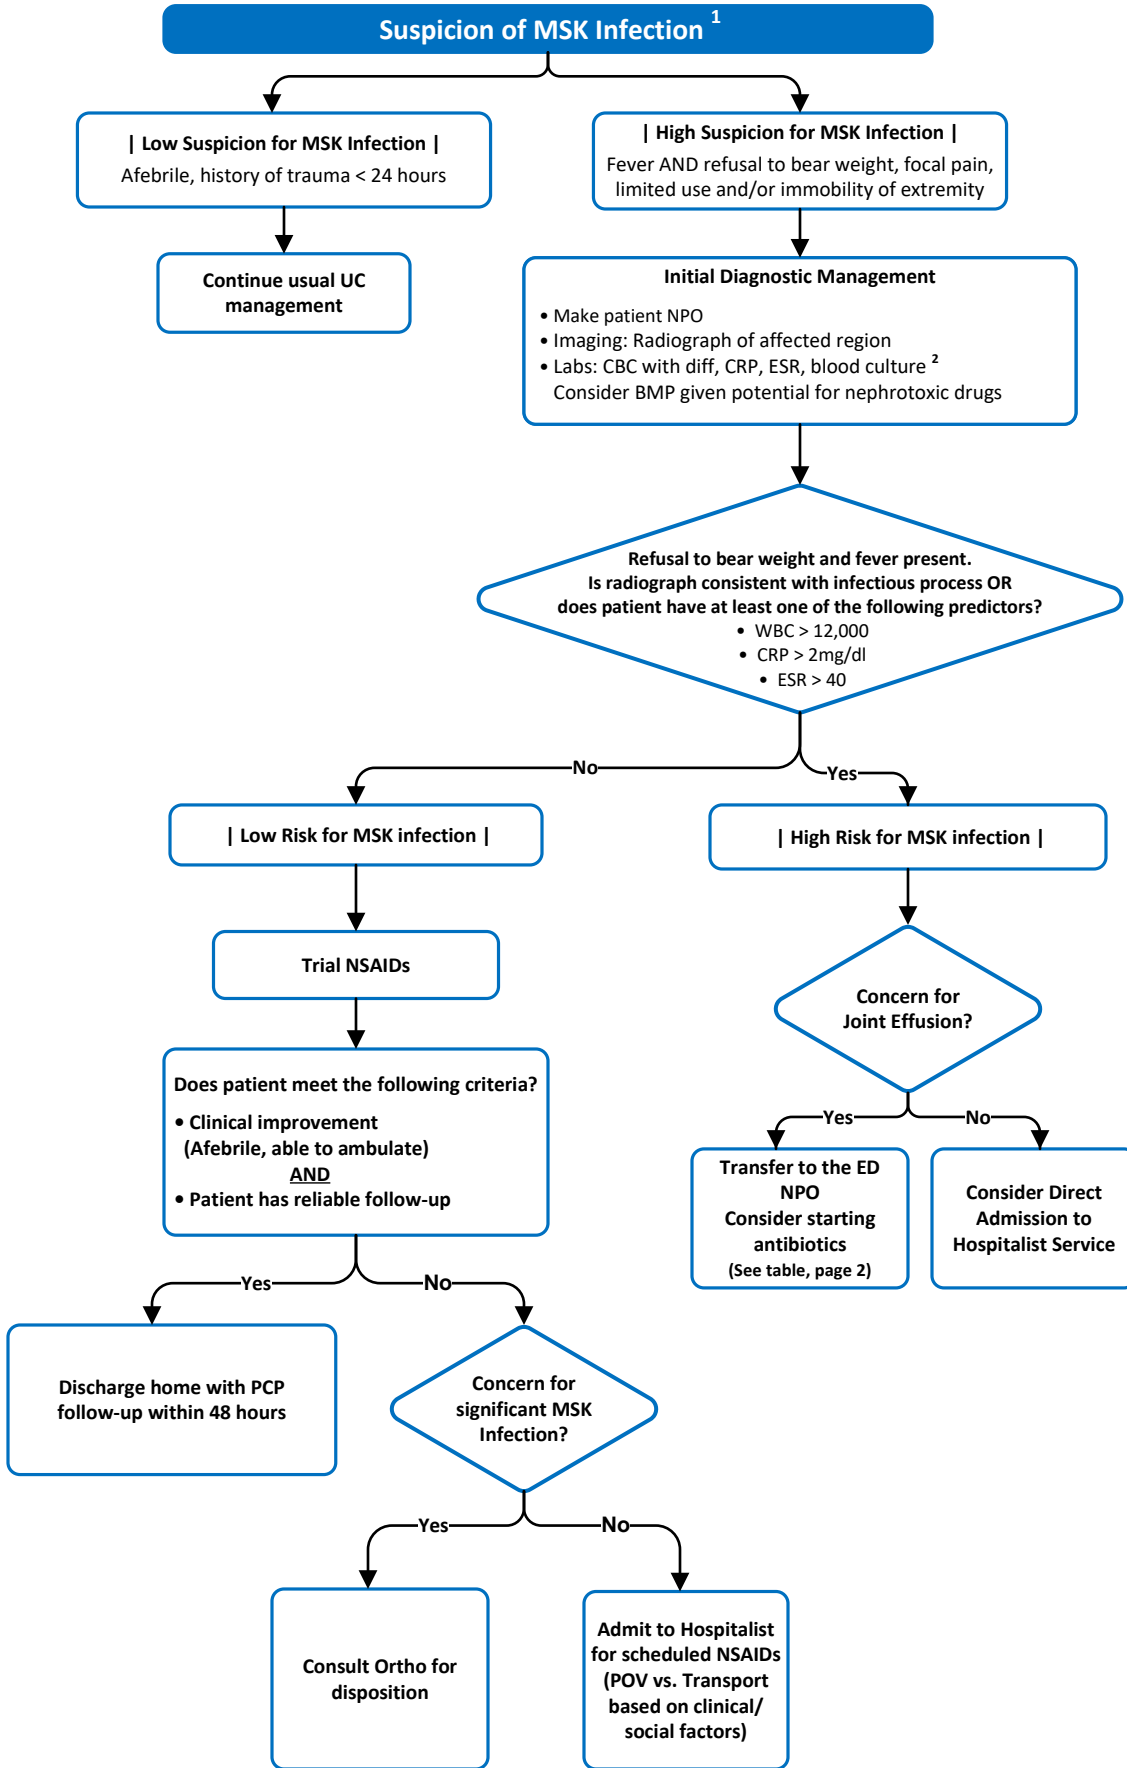 Suspicion of MSK Infection 1
| Low Suspicion for MSK Infection |
Afebrile, history of trauma < 24 hours
| High Suspicion for MSK Infection |
Fever AND refusal to bear weight, focal pain,
limited use and/or immobility of extremity
Continue usual UC
management
Initial Diagnostic Management
• Make patient NPO
• Imaging: Radiograph of affected region
• Labs: CBC with diff, CRP, ESR, blood culture 2
Consider BMP given potential for nephrotoxic drugs
Refusal to bear weight and fever present.
Is radiograph consistent with infectious process OR
does patient have at least one of the following predictors?
• WBC > 12,000
• CRP > 2mg/dl
• ESR > 40
No
Yes
| Low Risk for MSK infection |
| High Risk for MSK infection |
Trial NSAIDs
Concern for
Joint Effusion?
Does patient meet the following criteria?
• Clinical improvement
(Afebrile, able to ambulate)
AND
• Patient has reliable follow-up
Yes
No
Transfer to the ED
NPO
Consider starting
antibiotics
(See table, page 2)
Consider Direct
Admission to
Hospitalist Service
Yes
No
Discharge home with PCP
follow-up within 48 hours
Concern for
significant MSK
Infection?
Yes
No
Consult Ortho for
disposition
Admit to Hospitalist
for scheduled NSAIDs
(POV vs. Transport
based on clinical/
social factors)